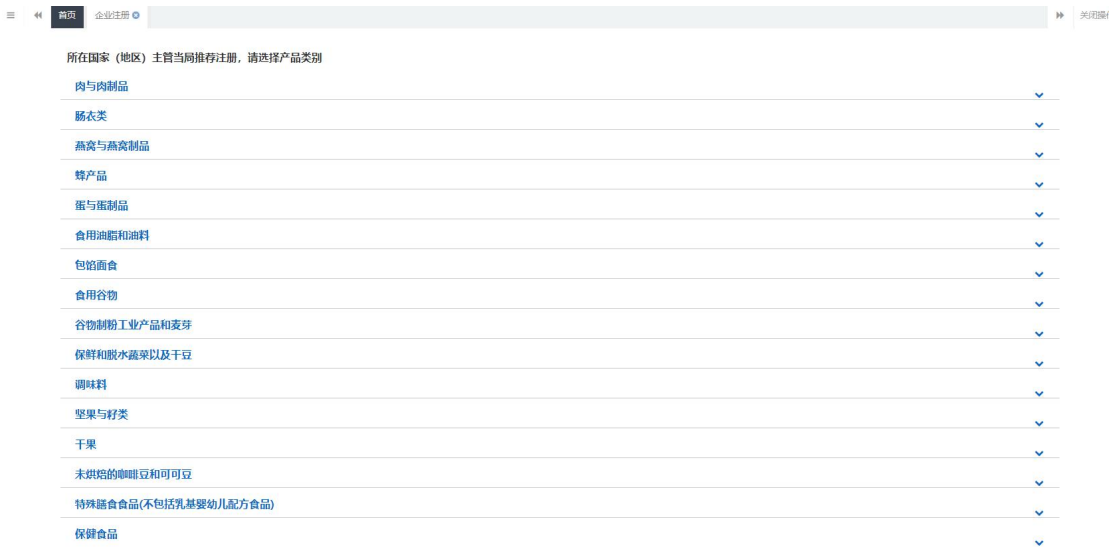 首页 企业注册 关闭操作
所在国家（地区）主管当局推荐注册，请选择产品类别
肉与肉制品
肠衣类
燕窝与燕窝制品
蜂产品
蛋与蛋制品
食用油脂和油料
包馅面食
食用谷物
谷物制粉工业产品和麦芽
保鲜和脱水蔬菜以及干豆
调味料
坚果与籽类
干果
未烘焙的咖啡豆和可可豆
特殊膳食食品(不包括乳基婴幼儿配方食品)
保健食品